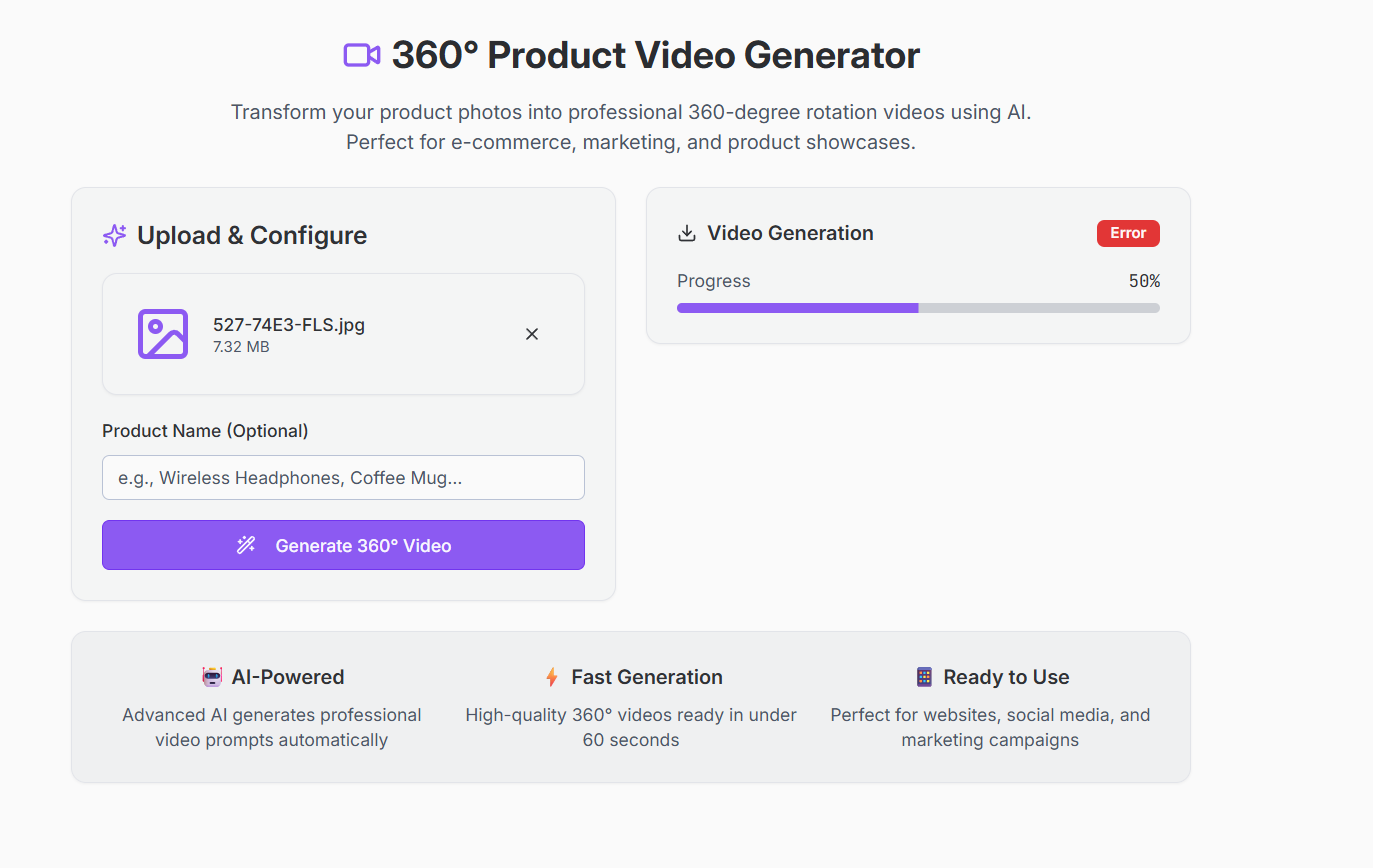 360° Product Video Generator
Transform your product photos into professional 360-degree rotation videos using AI.
Perfect for e-commerce, marketing, and product showcases.
Upload & Configure
527-74E3-FLS.jpg
7.32 MB
Product Name (Optional)
e.g., Wireless Headphones, Coffee Mug...
Generate 360° Video
Video Generation
Error
Progress
50%
AI-Powered
Advanced AI generates professional
video prompts automatically
Fast Generation
High-quality 360° videos ready in under
60 seconds
Ready to Use
Perfect for websites, social media, and
marketing campaigns